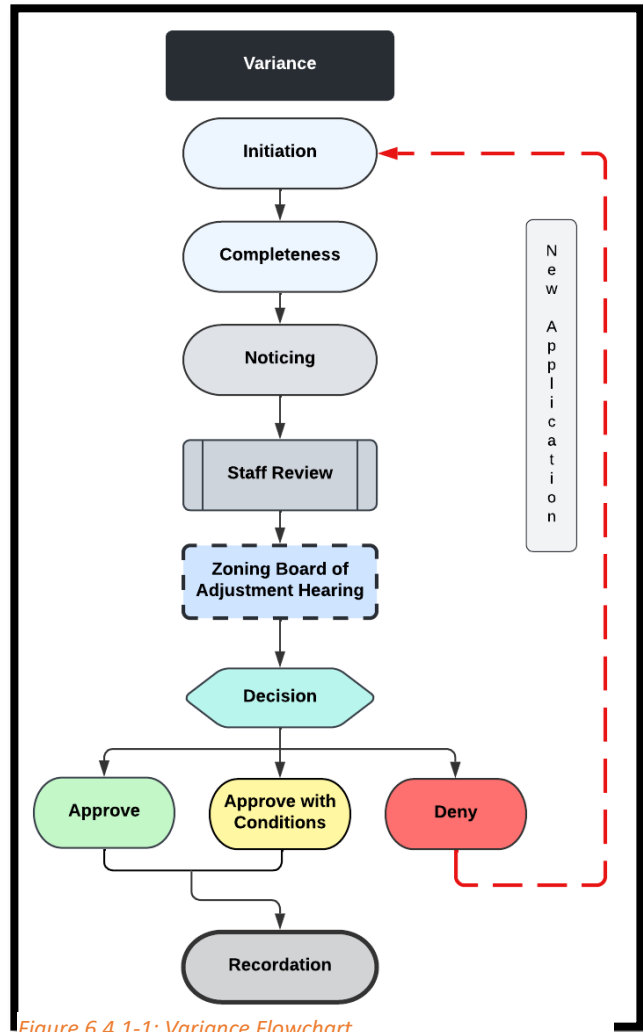 Variance
Initiation
Completeness
Noticing
Staff Review
Zoning Board of
Adjustment Hearing
Decision
Approve
Approve with
Conditions
Deny
Recordation
New Application
Figure 6.4.1-1: Variance Flowchart